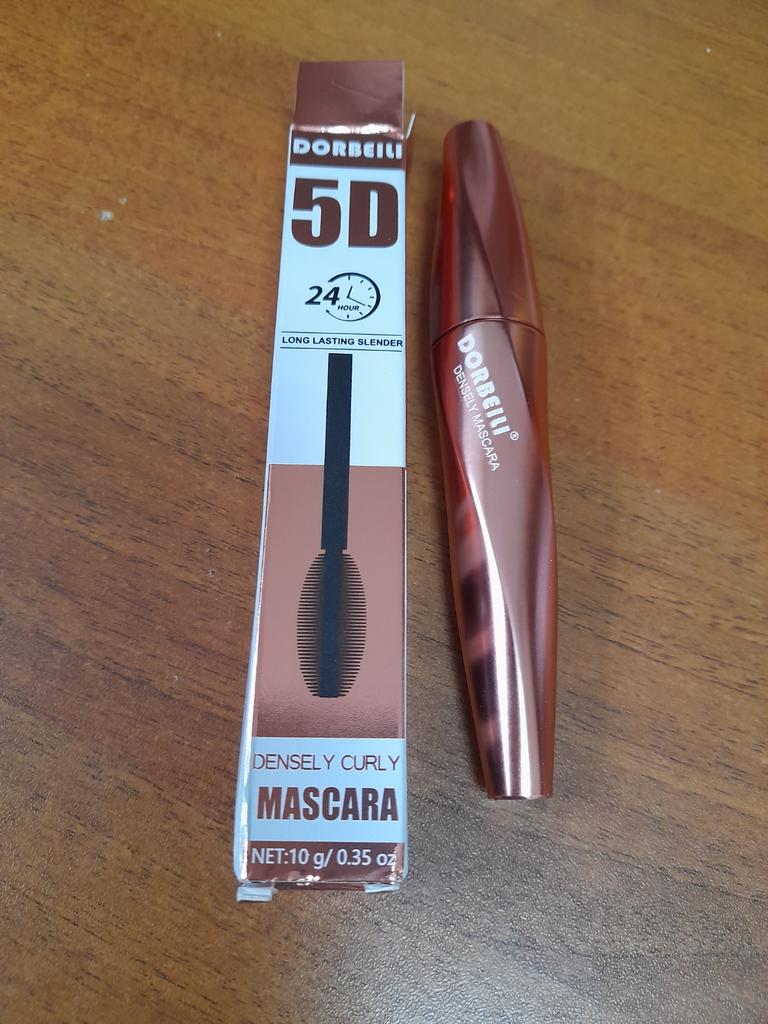 DORBEILI
5D
24
HOUR
LONG LASTING SLENDER
DENSELY CURLY
MASCARA
NET:10 g/ 0.35 oz
DORBEILI®
DENSELY MASCARA